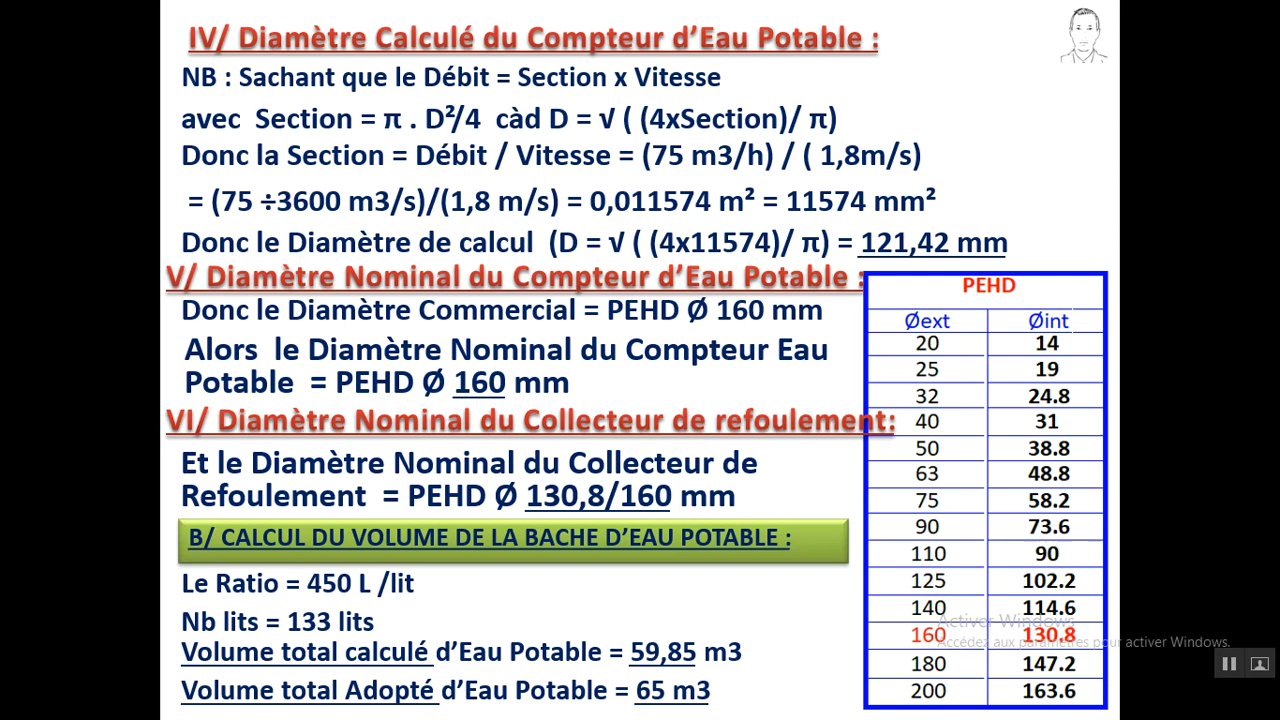 IV/ Diamètre Calculé du Compteur d’Eau Potable :
NB : Sachant que le Débit = Section x Vitesse
avec Section = π . D²/4 càd D = √ ( (4xSection)/ π)
Donc la Section = Débit / Vitesse = (75 m3/h) / ( 1,8m/s)
= (75 ÷3600 m3/s)/(1,8 m/s) = 0,011574 m² = 11574 mm²
Donc le Diamètre de calcul (D = √ ( (4x11574)/ π) = 121,42 mm
V/ Diamètre Nominal du Compteur d’Eau Potable :
Donc le Diamètre Commercial = PEHD Ø 160 mm
Alors le Diamètre Nominal du Compteur Eau
Potable = PEHD Ø 160 mm
VI/ Diamètre Nominal du Collecteur de refoulement:
Et le Diamètre Nominal du Collecteur de
Refoulement = PEHD Ø 130,8/160 mm
B/ CALCUL DU VOLUME DE LA BACHE D’EAU POTABLE :
Le Ratio = 450 L /lit
Nb lits = 133 lits
Volume total calculé d’Eau Potable = 59,85 m3
Volume total Adopté d’Eau Potable = 65 m3
PEHD
Øext Øint
20 14
25 19
32 24.8
40 31
50 38.8
63 48.8
75 58.2
90 73.6
110 90
125 102.2
140 114.6
160 130.8
180 147.2
200 163.6
Activer Windows
Accédez aux paramètres pour activer Windows.